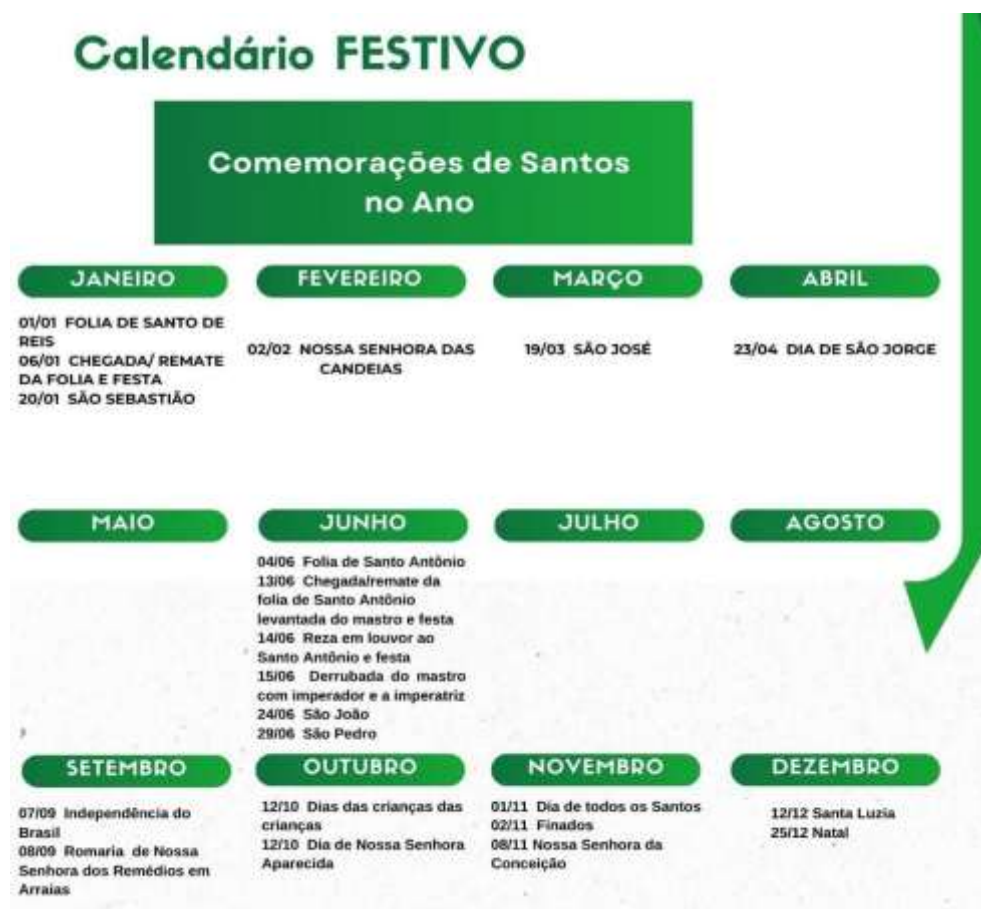 Calendário FESTIVO
Comemorações de Santos
no Ano
JANEIRO
01/01 FOLIA DE SANTO DE
REIS
06/01 CHEGADA/ REMATE
DA FOLIA E FESTA
20/01 SÃO SEBASTIÃO
FEVEREIRO
02/02 NOSSA SENHORA DAS
CANDEIAS
MARÇO
19/03 SÃO JOSÉ
ABRIL
23/04 DIA DE SÃO JORGE
MAIO
JUNHO
04/06 Folia de Santo Antônio
13/06 Chegada/remate da
folia de Santo Antônio
levantada do mastro e festa
14/06 Reza em louvor ao
Santo Antônio e festa
15/06 Derrubada do mastro
com imperador e a imperatriz
24/06 São João
29/06 São Pedro
JULHO
AGOSTO
SETEMBRO
07/09 Independência do
Brasil
08/09 Romaria de Nossa
Senhora dos Remédios em
Arraias
OUTUBRO
12/10 Dias das crianças das
crianças
12/10 Dia de Nossa Senhora
Aparecida
NOVEMBRO
01/11 Dia de todos os Santos
02/11 Finados
08/11 Nossa Senhora da
Conceição
DEZEMBRO
12/12 Santa Luzia
25/12 Natal